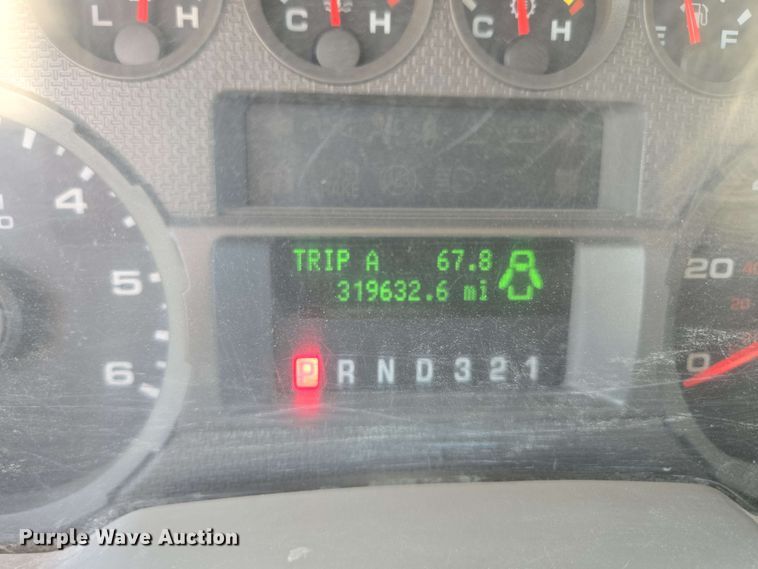 L H
C H
C H
E F
4
5
6
TRIP A 67.8
319632.6 mi
P R N D 3 2 1
20
0
Purple Wave Auction